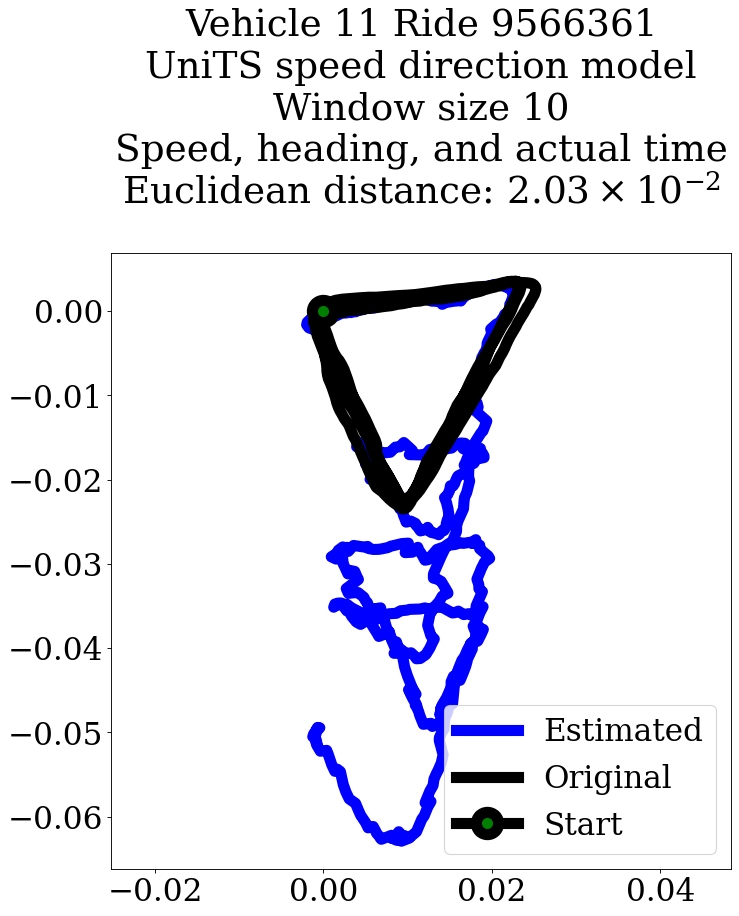 Vehicle 11 Ride 9566361
UniTS speed direction model
Window size 10
Speed, heading, and actual time
Euclidean distance: 2.03 × 10⁻²
0.00
−0.01
−0.02
−0.03
−0.04
−0.05
−0.06
Estimated
Original
Start
−0.02 0.00 0.02 0.04